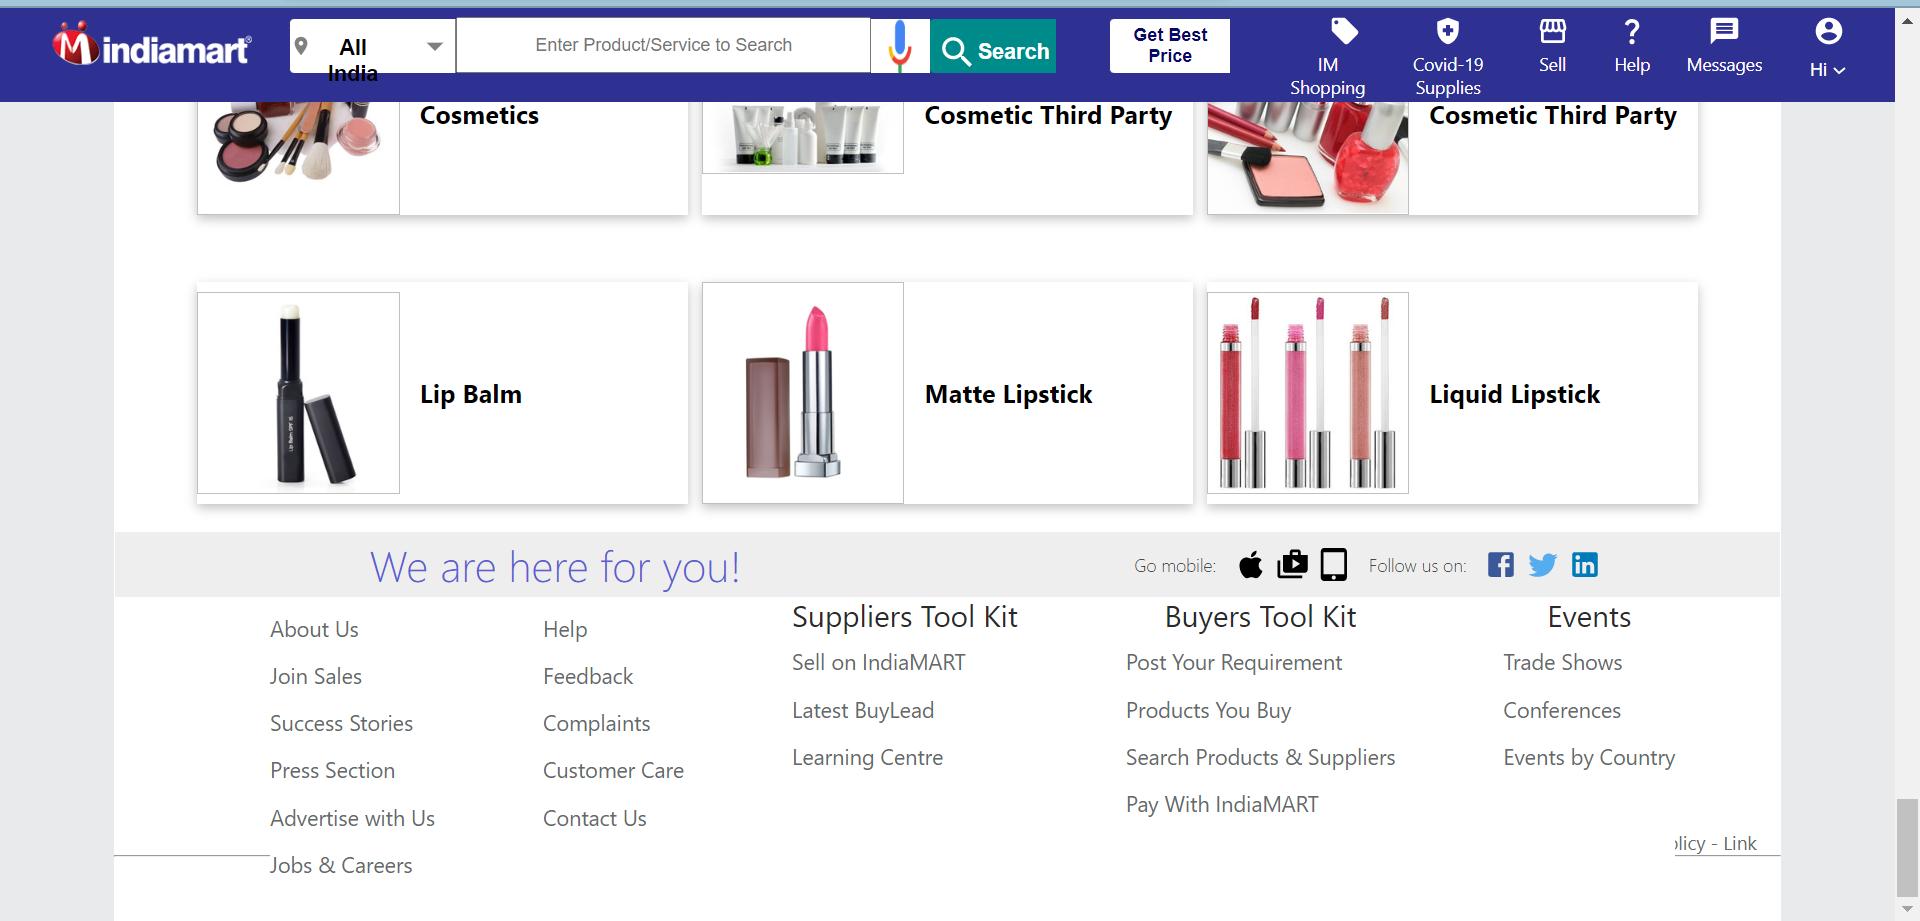 indiamart
All
India
Enter Product/Service to Search
Search
Get Best
Price
IM
Shopping
Covid-19
Supplies
Sell
Help
Messages
Hi
Cosmetics
Cosmetic Third Party
Cosmetic Third Party
Lip Balm SPF 15
Lip Balm
Matte Lipstick
Liquid Lipstick
We are here for you!
Go mobile:
Follow us on:
About Us
Join Sales
Success Stories
Press Section
Advertise with Us
Jobs & Careers
Help
Feedback
Complaints
Customer Care
Contact Us
Suppliers Tool Kit
Sell on IndiaMART
Latest BuyLead
Learning Centre
Buyers Tool Kit
Post Your Requirement
Products You Buy
Search Products & Suppliers
Pay With IndiaMART
Events
Trade Shows
Conferences
Events by Country
olicy - Link